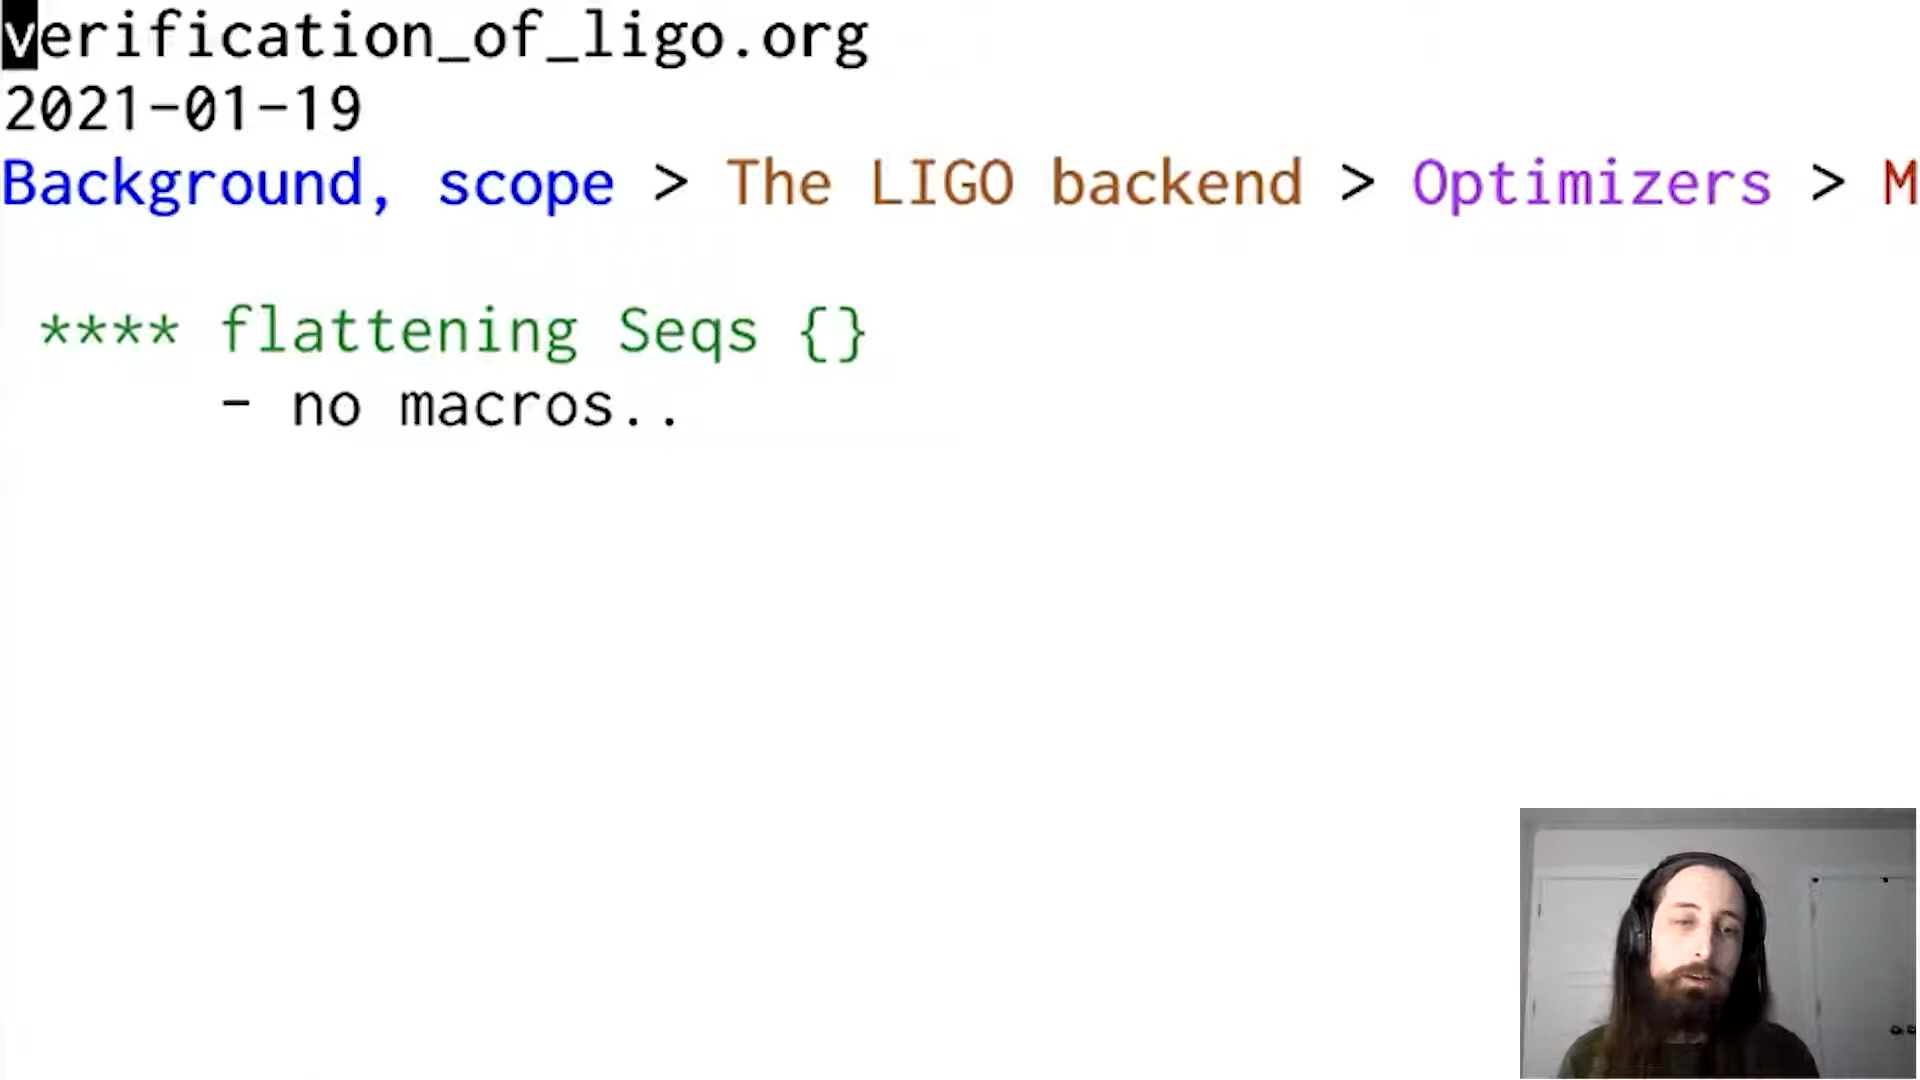 verification_of_ligo.org
2021-01-19
Background, scope > The LIGO backend > Optimizers > M
**** flattening Seqs {}
- no macros..